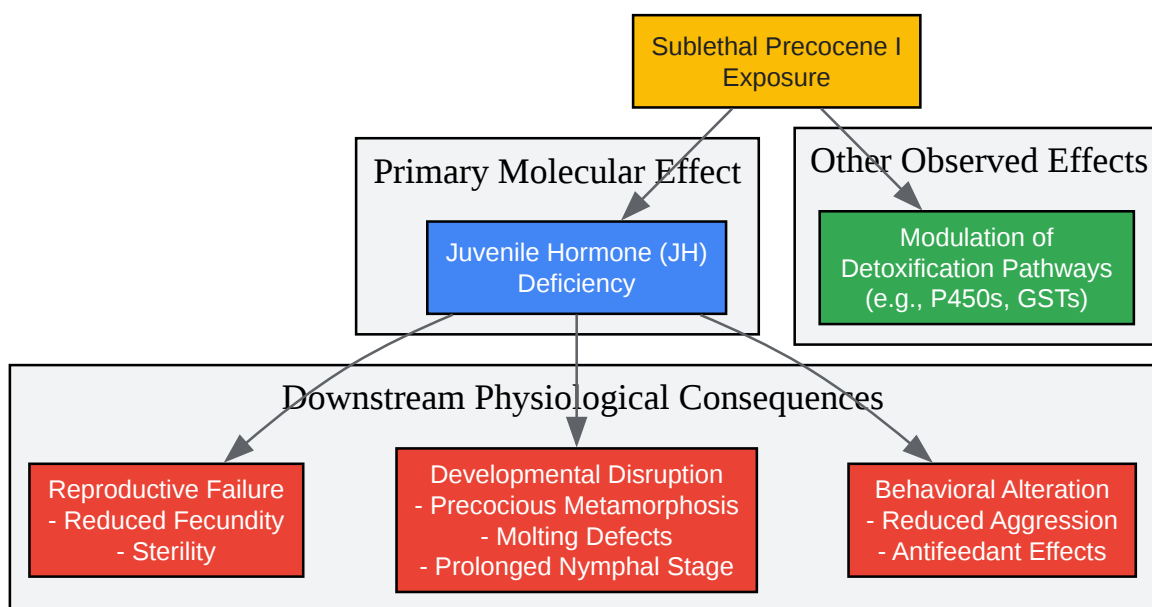 Sublethal Precocene I
Exposure
Primary Molecular Effect
Other Observed Effects
Juvenile Hormone (JH)
Deficiency
Modulation of
Detoxification Pathways
(e.g., P450s, GSTs)
Downstream Physiological Consequences
Reproductive Failure
- Reduced Fecundity
- Sterility
Developmental Disruption
- Precocious Metamorphosis
- Molting Defects
- Prolonged Nymphal Stage
Behavioral Alteration
- Reduced Aggression
- Antifeedant Effects